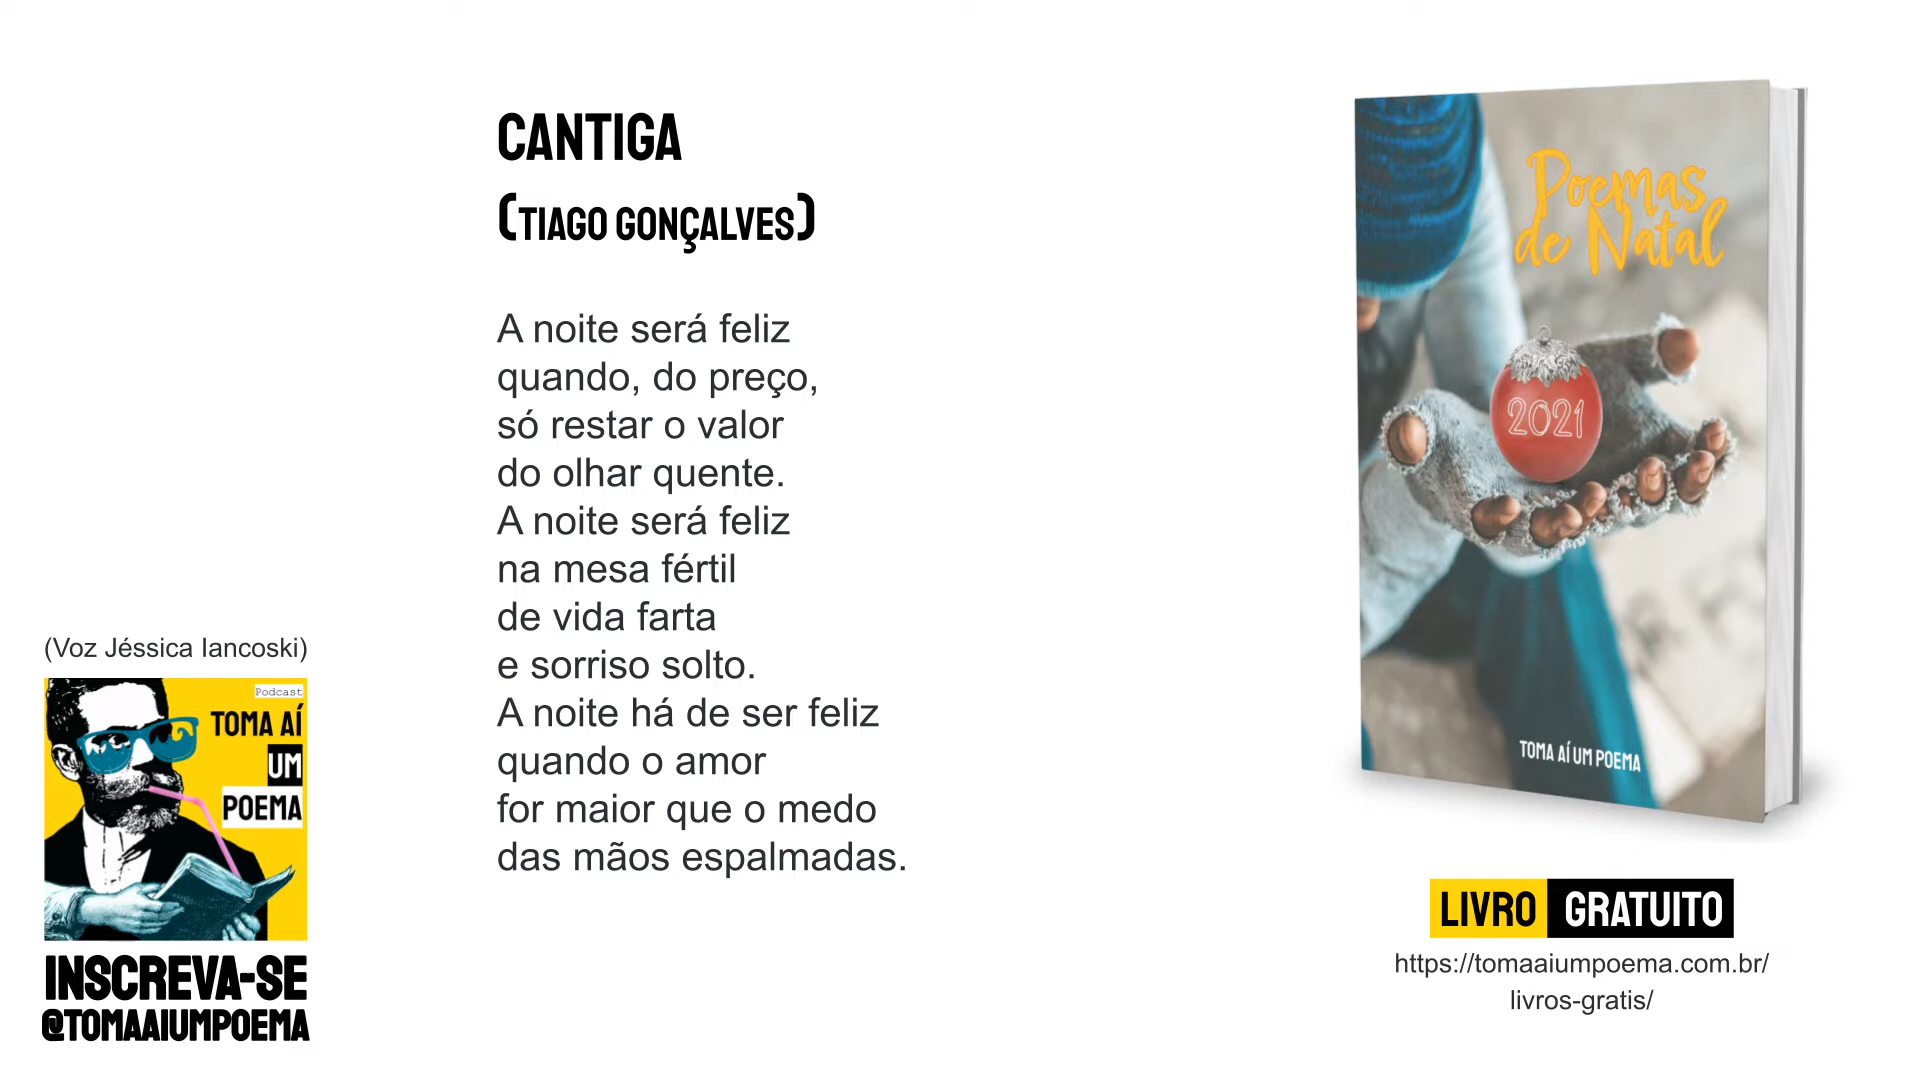 CANTIGA
(TIAGO GONÇALVES)
A noite será feliz
quando, do preço,
só restar o valor
do olhar quente.
A noite será feliz
na mesa fértil
de vida farta
e sorriso solto.
A noite há de ser feliz
quando o amor
for maior que o medo
das mãos espalmadas.
(Voz Jéssica Iancoski)
Podcast
TOMA AÍ
UM
POEMA
INSCREVA-SE
@TOMAAIUMPOEMA
Poemas
de Natal
2021
TOMA AÍ UM POEMA
LIVRO GRATUITO
https://tomaaiumpoema.com.br/
livros-gratis/